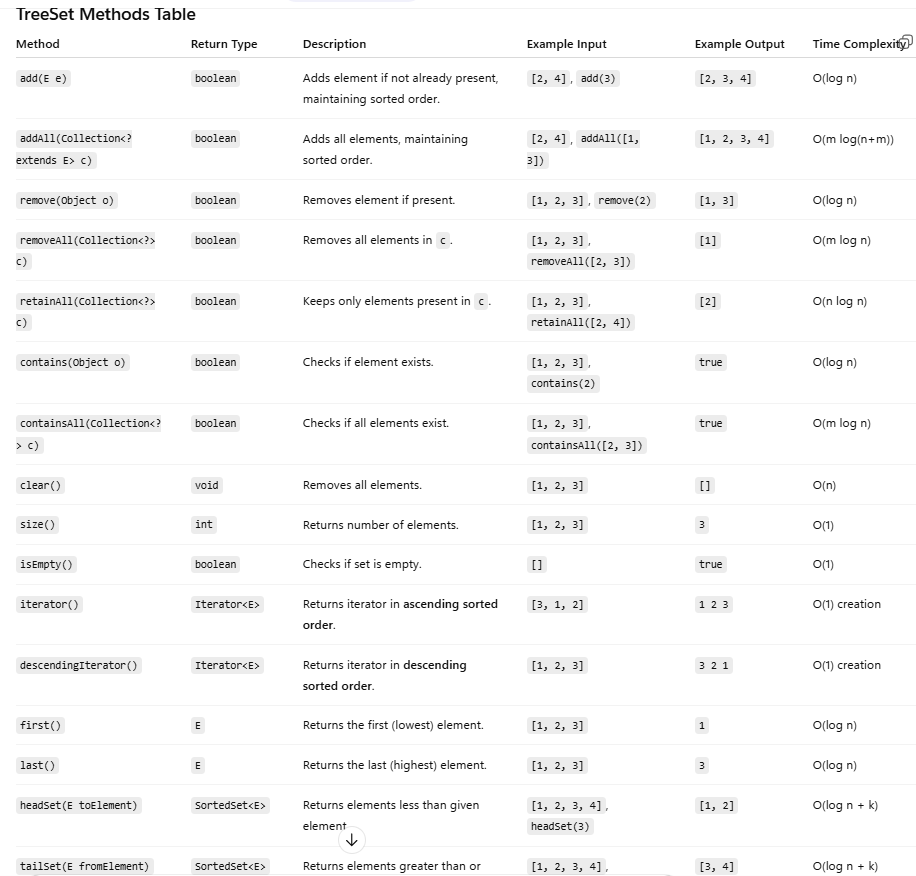 TreeSet Methods Table
Method Return Type Description Example Input Example Output Time Complexity
add(E e) boolean Adds element if not already present, [2, 4], add(3) [2, 3, 4] O(log n)
maintaining sorted order.
addAll(Collection<? boolean Adds all elements, maintaining [2, 4], addAll([1, [1, 2, 3, 4] O(m log(n+m))
extends E> c) sorted order. 3])
remove(Object o) boolean Removes element if present. [1, 2, 3], remove(2) [1, 3] O(log n)
removeAll(Collection<?> boolean Removes all elements in c. [1, 2, 3], [1] O(m log n)
c) removeAll([2, 3])
retainAll(Collection<?> boolean Keeps only elements present in c. [1, 2, 3], [2] O(n log n)
c) retainAll([2, 4])
contains(Object o) boolean Checks if element exists. [1, 2, 3], true O(log n)
contains(2)
containsAll(Collection<? boolean Checks if all elements exist. [1, 2, 3], true O(m log n)
> c) containsAll([2, 3])
clear() void Removes all elements. [1, 2, 3] [] O(n)
size() int Returns number of elements. [1, 2, 3] 3 O(1)
isEmpty() boolean Checks if set is empty. [] true O(1)
iterator() Iterator<E> Returns iterator in ascending sorted [3, 1, 2] 1 2 3 O(1) creation
order.
descendingIterator() Iterator<E> Returns iterator in descending [1, 2, 3] 3 2 1 O(1) creation
sorted order.
first() E Returns the first (lowest) element. [1, 2, 3] 1 O(log n)
last() E Returns the last (highest) element. [1, 2, 3] 3 O(log n)
headSet(E toElement) SortedSet<E> Returns elements less than given [1, 2, 3, 4], [1, 2] O(log n + k)
element headSet(3)
tailSet(E fromElement) SortedSet<E> Returns elements greater than or [1, 2, 3, 4], [3, 4] O(log n + k)